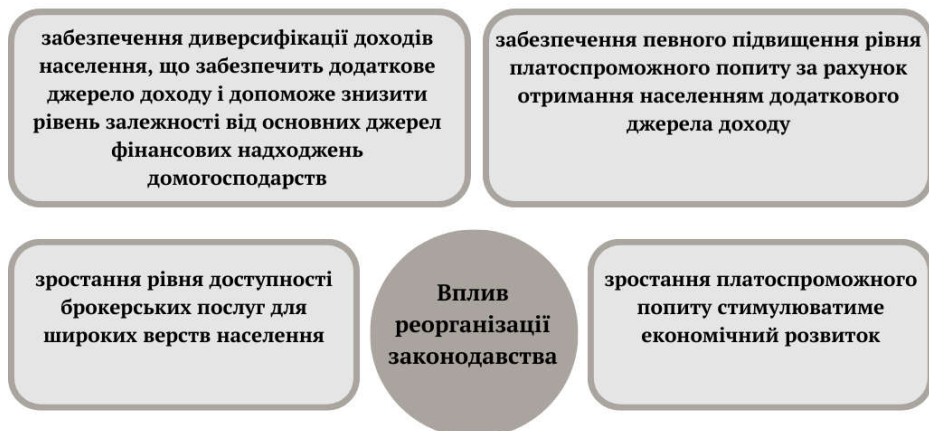 забезпечення диверсифікації доходів
населення, що забезпечить додаткове
джерело доходу і допоможе знизити
рівень залежності від основних джерел
фінансових надходжень
домогосподарств
забезпечення певного підвищення рівня
платоспроможного попиту за рахунок
отримання населенням додаткового
джерела доходу
зростання рівня доступності
брокерських послуг для
широких верств населення
Вплив
реорганізації
законодавства
зростання платоспроможного
попиту стимулюватиме
економічний розвиток